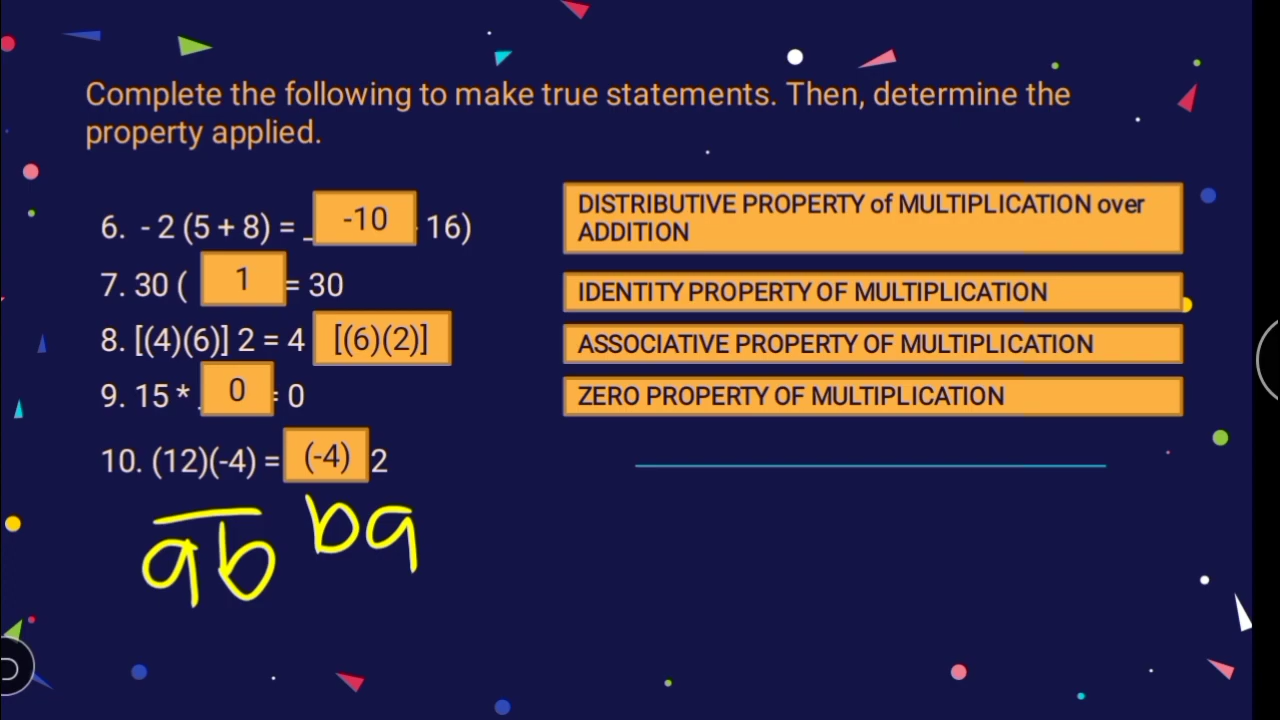 Complete the following to make true statements. Then, determine the
property applied.
6. - 2 (5 + 8) = _ -10 16)
DISTRIBUTIVE PROPERTY of MULTIPLICATION over
ADDITION
7. 30 ( 1 = 30
IDENTITY PROPERTY OF MULTIPLICATION
8. [(4)(6)] 2 = 4 [(6)(2)]
ASSOCIATIVE PROPERTY OF MULTIPLICATION
9. 15 * 0 = 0
ZERO PROPERTY OF MULTIPLICATION
10. (12)(-4) = (-4) 2
ab ba